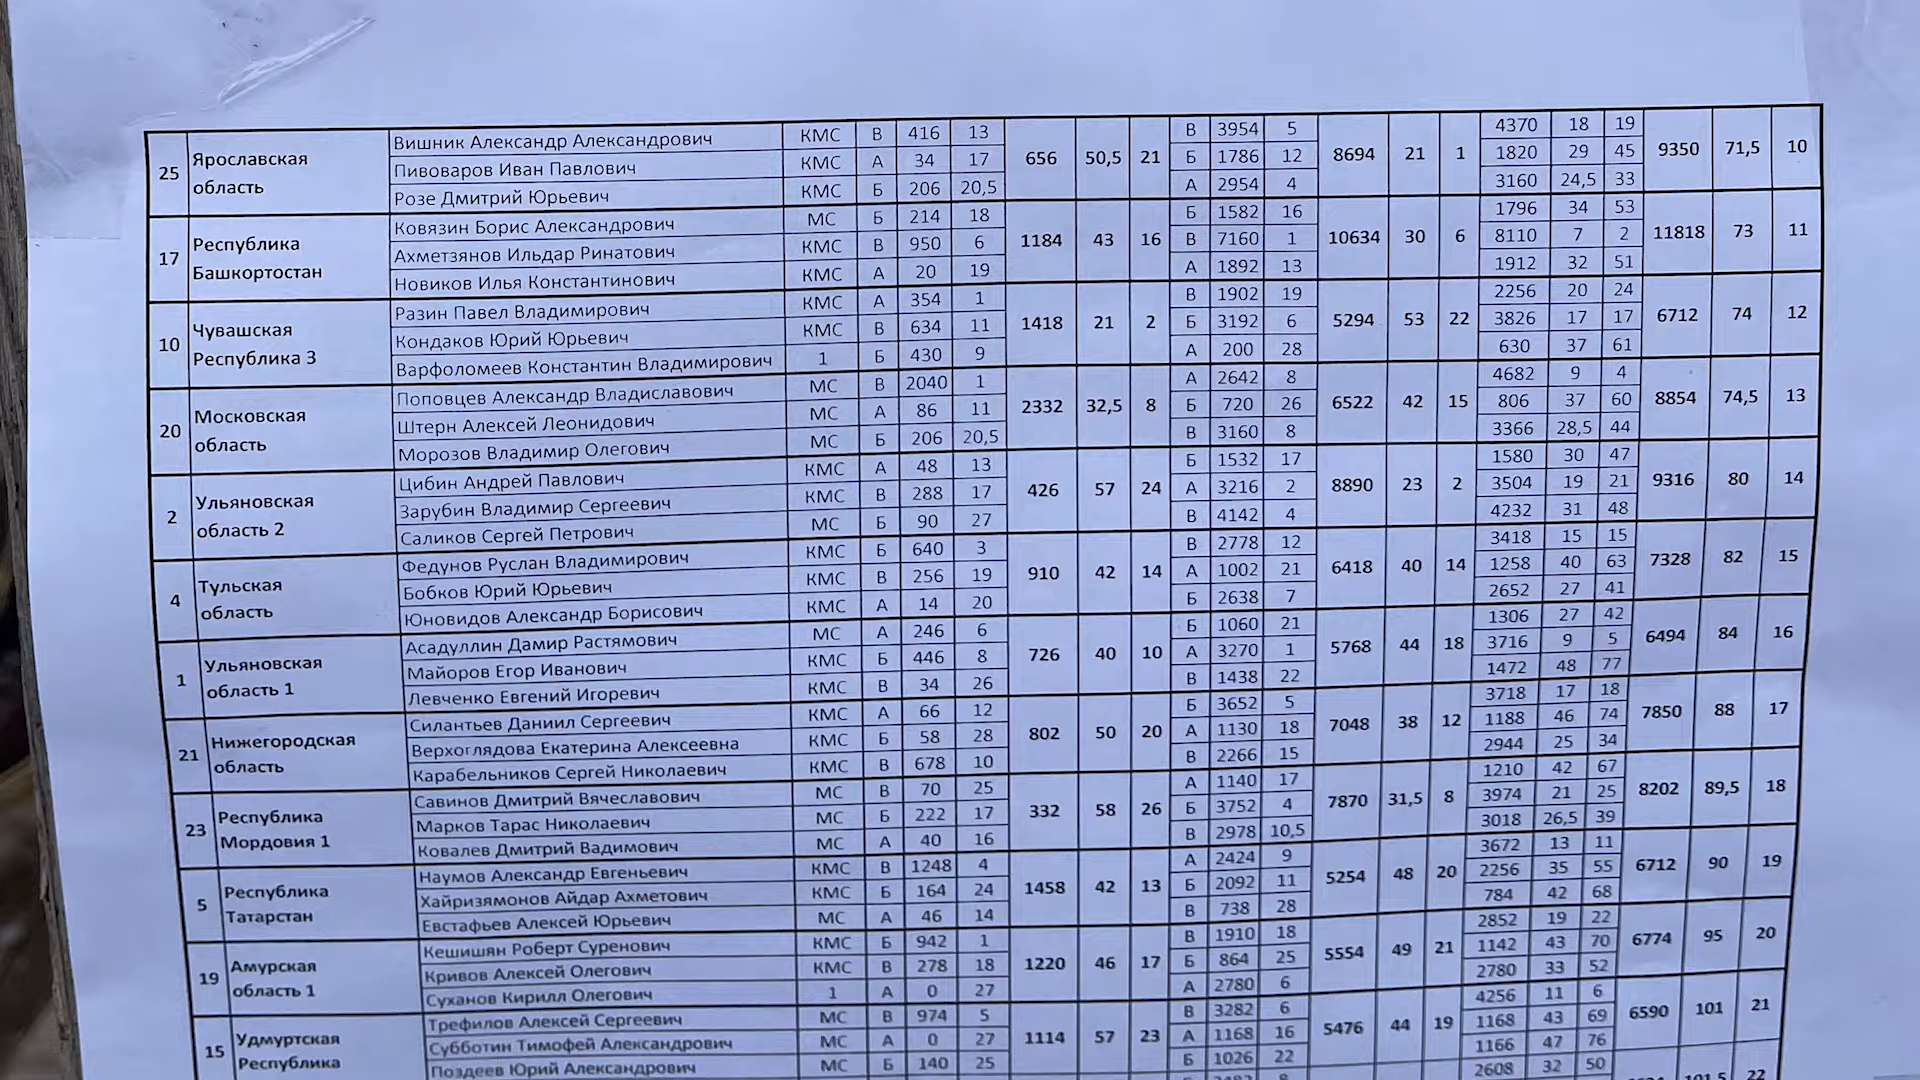 25 Ярославская область Вишник Александр Александрович КМС В 416 13 656 50,5 21 В 3954 5 8694 21 1 4370 18 19 9350 71,5 10
Пивоваров Иван Павлович КМС А 34 17 Б 1786 12 1820 29 45
Розе Дмитрий Юрьевич КМС Б 206 20,5 А 2954 4 3160 24,5 33
17 Республика Башкортостан Ковязин Борис Александрович МС Б 214 18 1184 43 16 Б 1582 16 10634 30 6 1796 34 53 11818 73 11
Ахметзянов Ильдар Ринатович КМС В 950 6 В 7160 1 8110 7 2
Новиков Илья Константинович КМС А 20 19 А 1892 13 1912 32 51
10 Чувашская Республика 3 Разин Павел Владимирович КМС А 354 1 1418 21 2 В 1902 19 5294 53 22 2256 20 24 6712 74 12
Кондаков Юрий Юрьевич КМС В 634 11 Б 3192 6 3826 17 17
Варфоломеев Константин Владимирович 1 Б 430 9 А 200 28 630 37 61
20 Московская область Поповцев Александр Владиславович МС В 2040 1 2332 32,5 8 А 2642 8 6522 42 15 4682 9 4 8854 74,5 13
Штерн Алексей Леонидович МС А 86 11 Б 720 26 806 37 60
Морозов Владимир Олегович МС Б 206 20,5 В 3160 8 3366 28,5 44
2 Ульяновская область 2 Цибин Андрей Павлович КМС А 48 13 426 57 24 Б 1532 17 8890 23 2 1580 30 47 9316 80 14
Зарубин Владимир Сергеевич КМС В 288 17 А 3216 2 3504 19 21
Саликов Сергей Петрович МС Б 90 27 В 4142 4 4232 31 48
4 Тульская область Федунов Руслан Владимирович КМС Б 640 3 910 42 14 В 2778 12 6418 40 14 3418 15 15 7328 82 15
Бобков Юрий Юрьевич КМС В 256 19 А 1002 21 1258 40 63
Юновидов Александр Борисович КМС А 14 20 Б 2638 7 2652 27 41
1 Ульяновская область 1 Асадуллин Дамир Растямович МС А 246 6 726 40 10 Б 1060 21 5768 44 18 1306 27 42 6494 84 16
Майоров Егор Иванович КМС Б 446 8 А 3270 1 3716 9 5
Левченко Евгений Игоревич КМС В 34 26 В 1438 22 1472 48 77
21 Нижегородская область Силантьев Даниил Сергеевич КМС А 66 12 802 50 20 Б 3652 5 7048 38 12 3718 17 18 7850 88 17
Верхоглядова Екатерина Алексеевна КМС Б 58 28 А 1130 18 1188 46 74
Карабельников Сергей Николаевич КМС В 678 10 В 2266 15 2944 25 34
23 Республика Мордовия 1 Савинов Дмитрий Вячеславович МС В 70 25 332 58 26 А 1140 17 7870 31,5 8 1210 42 67 8202 89,5 18
Марков Тарас Николаевич МС Б 222 17 Б 3752 4 3974 21 25
Ковалев Дмитрий Вадимович МС А 40 16 В 2978 10,5 3018 26,5 39
5 Республика Татарстан Наумов Александр Евгеньевич КМС В 1248 4 1458 42 13 А 2424 9 5254 48 20 3672 13 11 6712 90 19
Хайризямонов Айдар Ахметович КМС Б 164 24 Б 2092 11 2256 35 55
Евстафьев Алексей Юрьевич МС А 46 14 В 738 28 784 42 68
19 Амурская область 1 Кешишян Роберт Суренович КМС Б 942 1 1220 46 17 В 1910 18 5554 49 21 2852 19 22 6774 95 20
Кривов Алексей Олегович КМС В 278 18 Б 864 25 1142 43 70
Суханов Кирилл Олегович 1 А 0 27 А 2780 6 2780 33 52
15 Удмуртская Республика Трефилов Алексей Сергеевич МС В 974 5 1114 57 23 В 3282 6 5476 44 19 4256 11 6 6590 101 21
Субботин Тимофей Александрович МС А 0 27 А 1168 16 1168 43 69
Поздеев Юрий Александрович МС Б 140 25 Б 1026 22 1166 47 76
2608 32 50 101,5 22